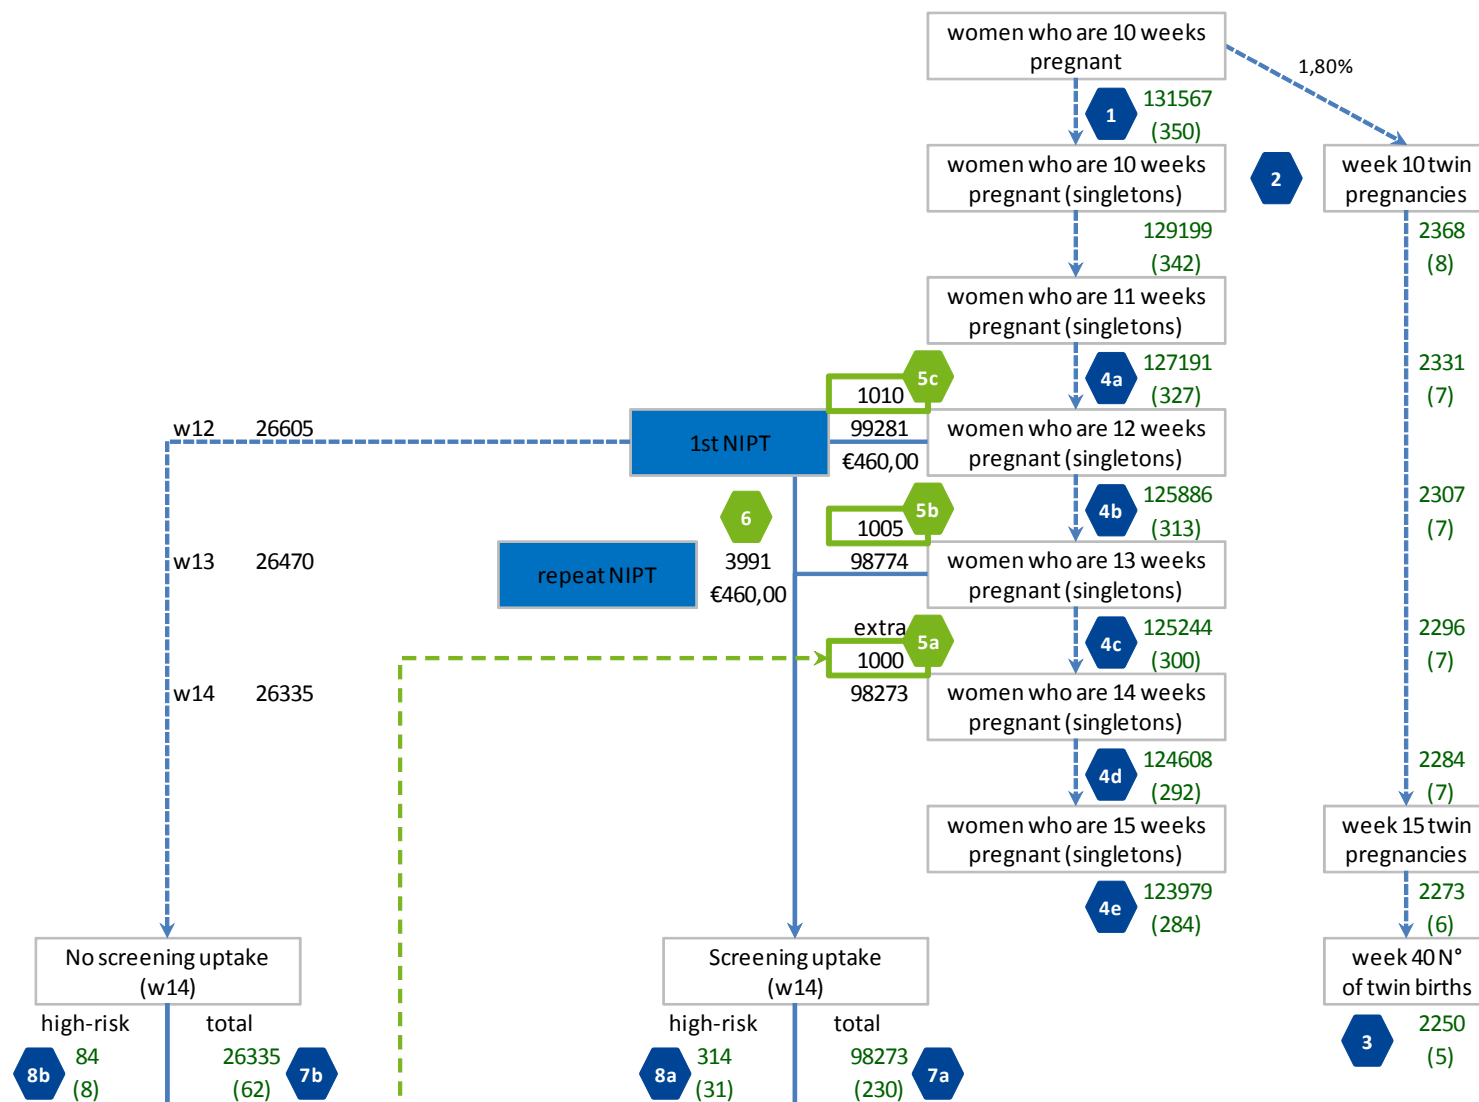 women who are 10 weeks
pregnant
1,80%
1
131567
(350)
women who are 10 weeks
pregnant (singletons)
2
week 10 twin
pregnancies
129199
(342)
2368
(8)
women who are 11 weeks
pregnant (singletons)
5c
4a
127191
(327)
2331
(7)
1010
w12 26605
1st NIPT
99281
€460,00
women who are 12 weeks
pregnant (singletons)
6
5b
4b
125886
(313)
2307
(7)
1005
w13 26470
repeat NIPT
3991
€460,00
98774
women who are 13 weeks
pregnant (singletons)
extra
5a
4c
125244
(300)
2296
(7)
1000
w14 26335
98273
women who are 14 weeks
pregnant (singletons)
4d
124608
(292)
2284
(7)
women who are 15 weeks
pregnant (singletons)
week 15 twin
pregnancies
4e
123979
(284)
2273
(6)
No screening uptake
(w14)
Screening uptake
(w14)
week 40 N°
of twin births
high-risk total
8b
84
(8)
26335
(62)
7b
high-risk total
8a
314
(31)
98273
(230)
7a
3
2250
(5)